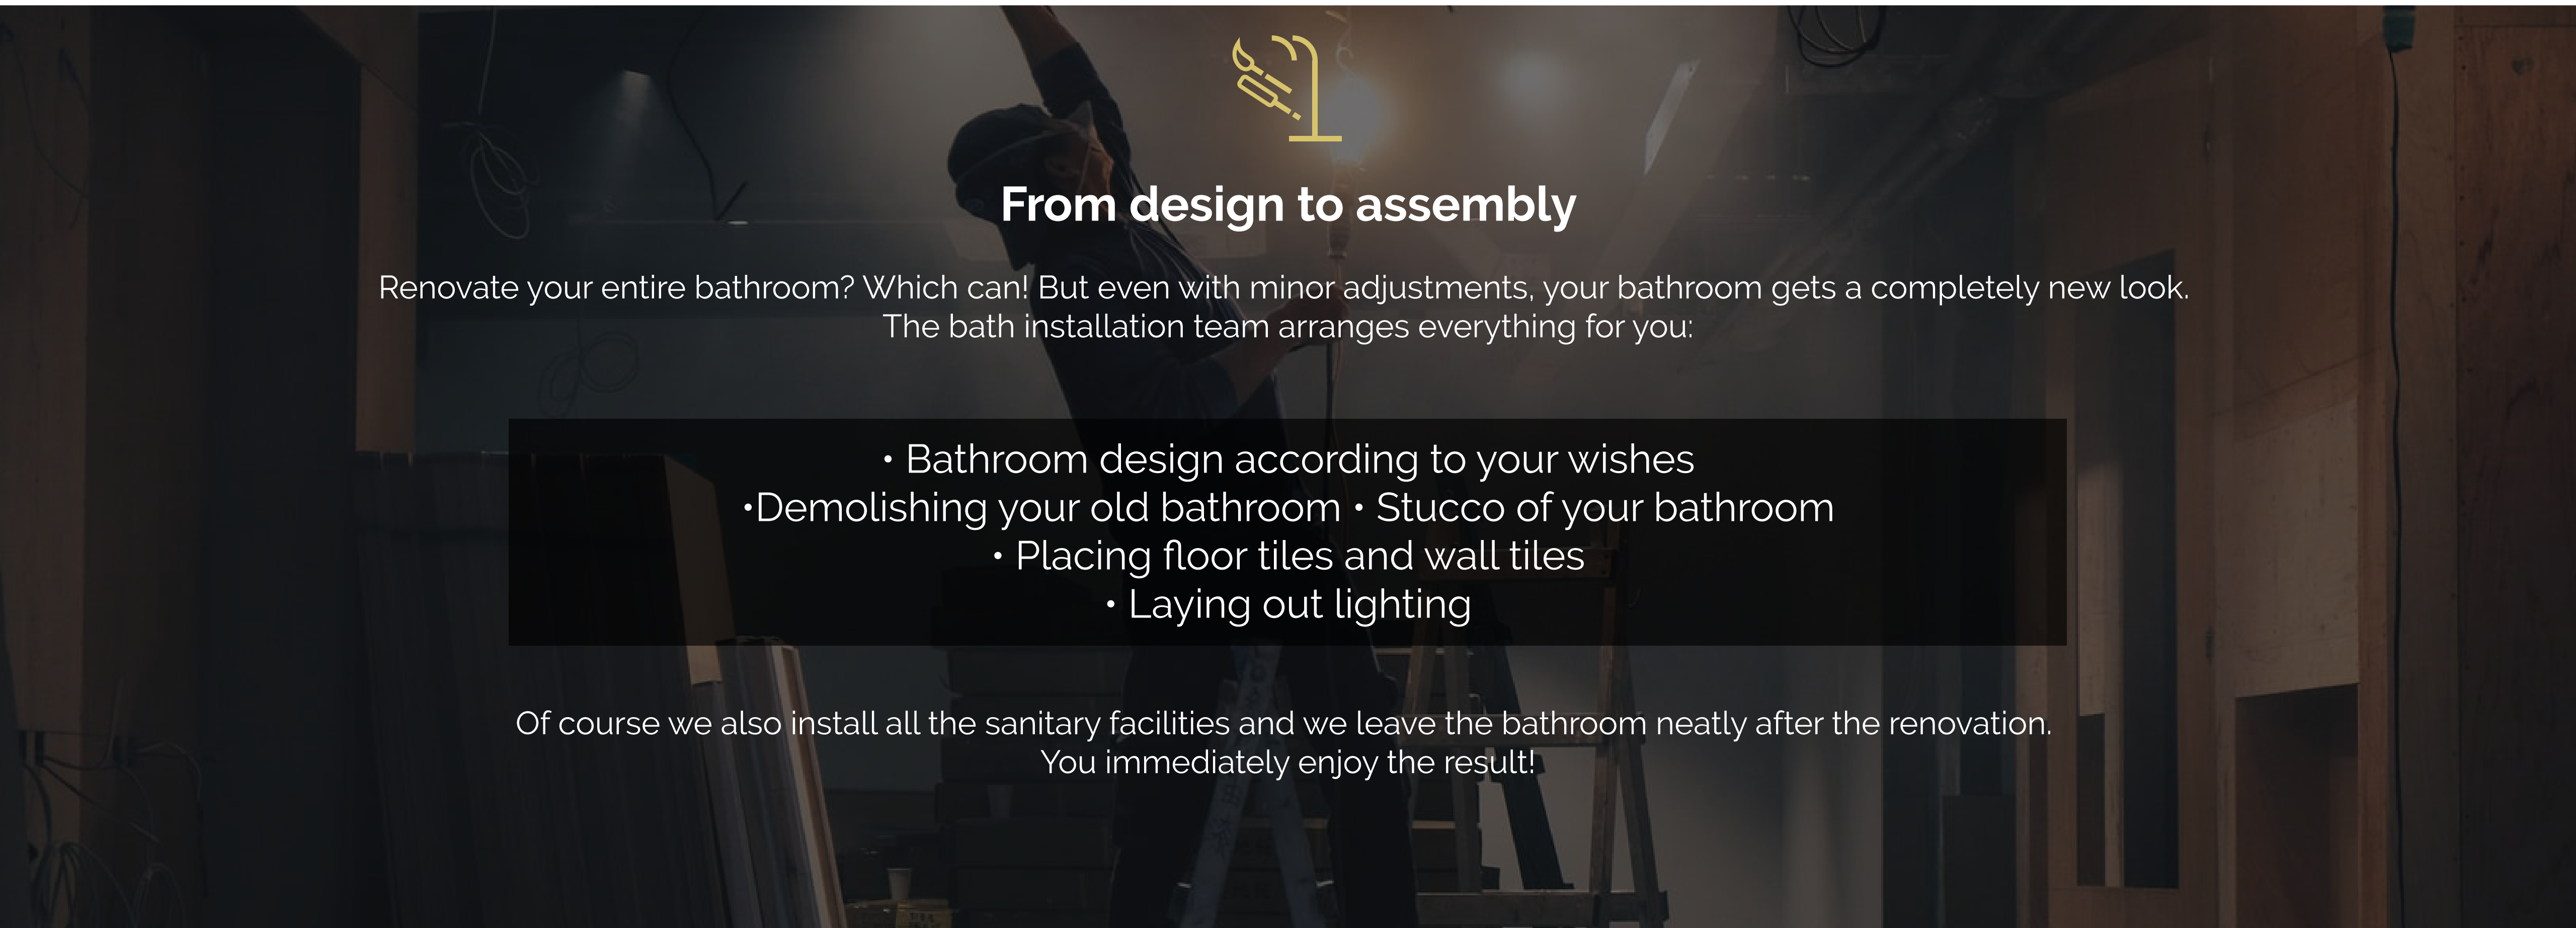 From design to assembly
Renovate your entire bathroom? Which can! But even with minor adjustments, your bathroom gets a completely new look.
The bath installation team arranges everything for you:
• Bathroom design according to your wishes
•Demolishing your old bathroom • Stucco of your bathroom
• Placing floor tiles and wall tiles
• Laying out lighting
Of course we also install all the sanitary facilities and we leave the bathroom neatly after the renovation.
You immediately enjoy the result!